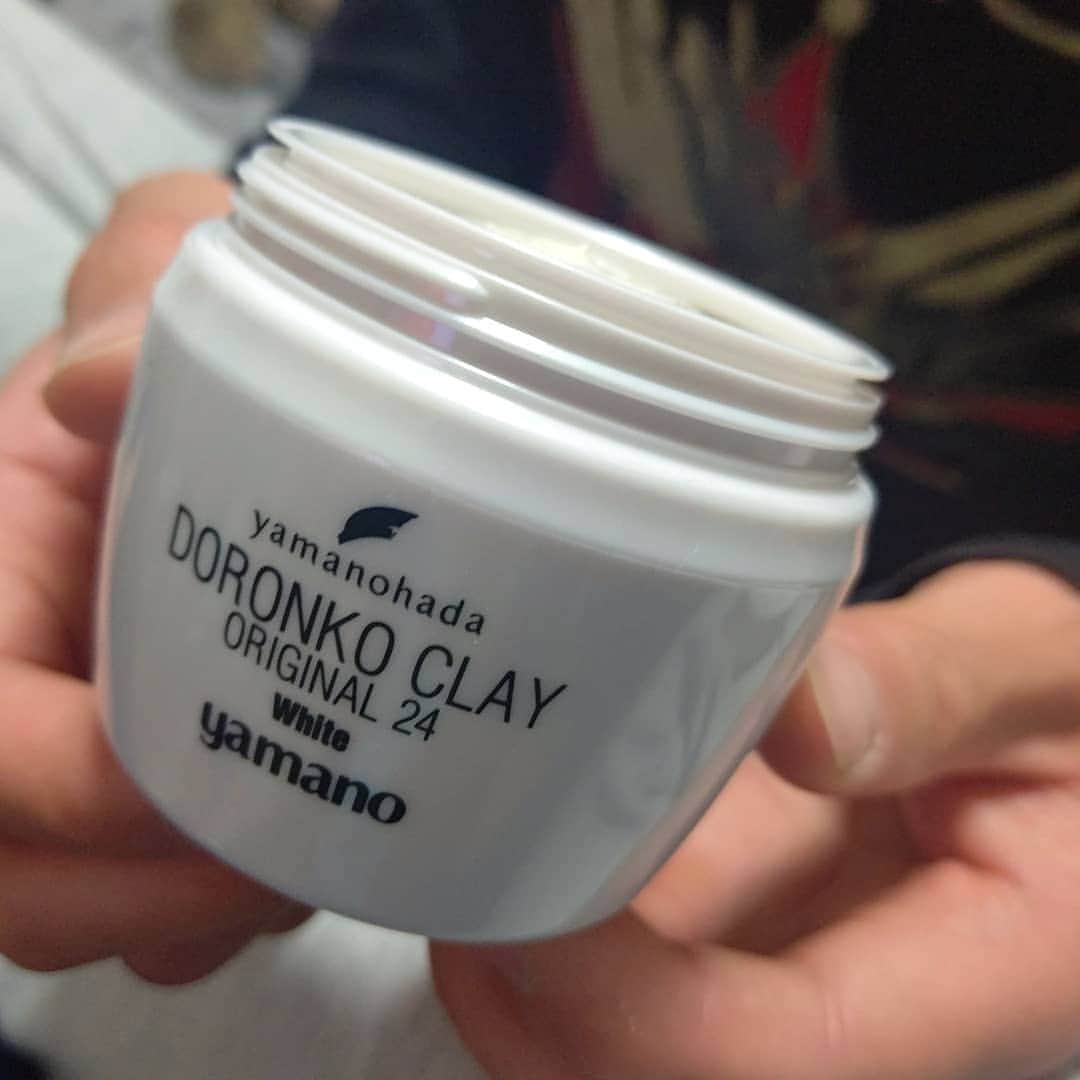 yamanohada
DORONKO CLAY
ORIGINAL 24
White
yamano